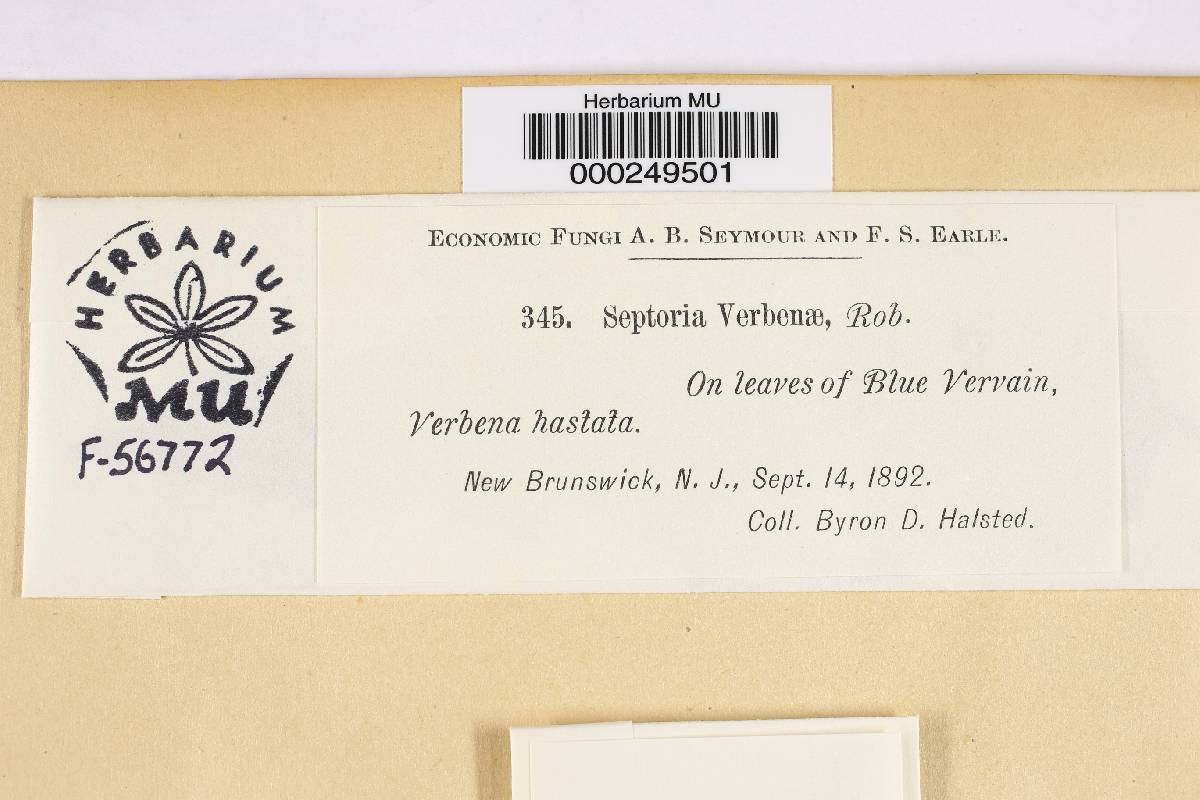 Herbarium MU
000249501
HERBARIUM
MU
F-56772
ECONOMIC FUNGI A. B. SEYMOUR AND F. S. EARLE.
345. Septoria Verbenæ, Rob.
On leaves of Blue Vervain,
Verbena hastata.
New Brunswick, N. J., Sept. 14, 1892.
Coll. Byron D. Halsted.